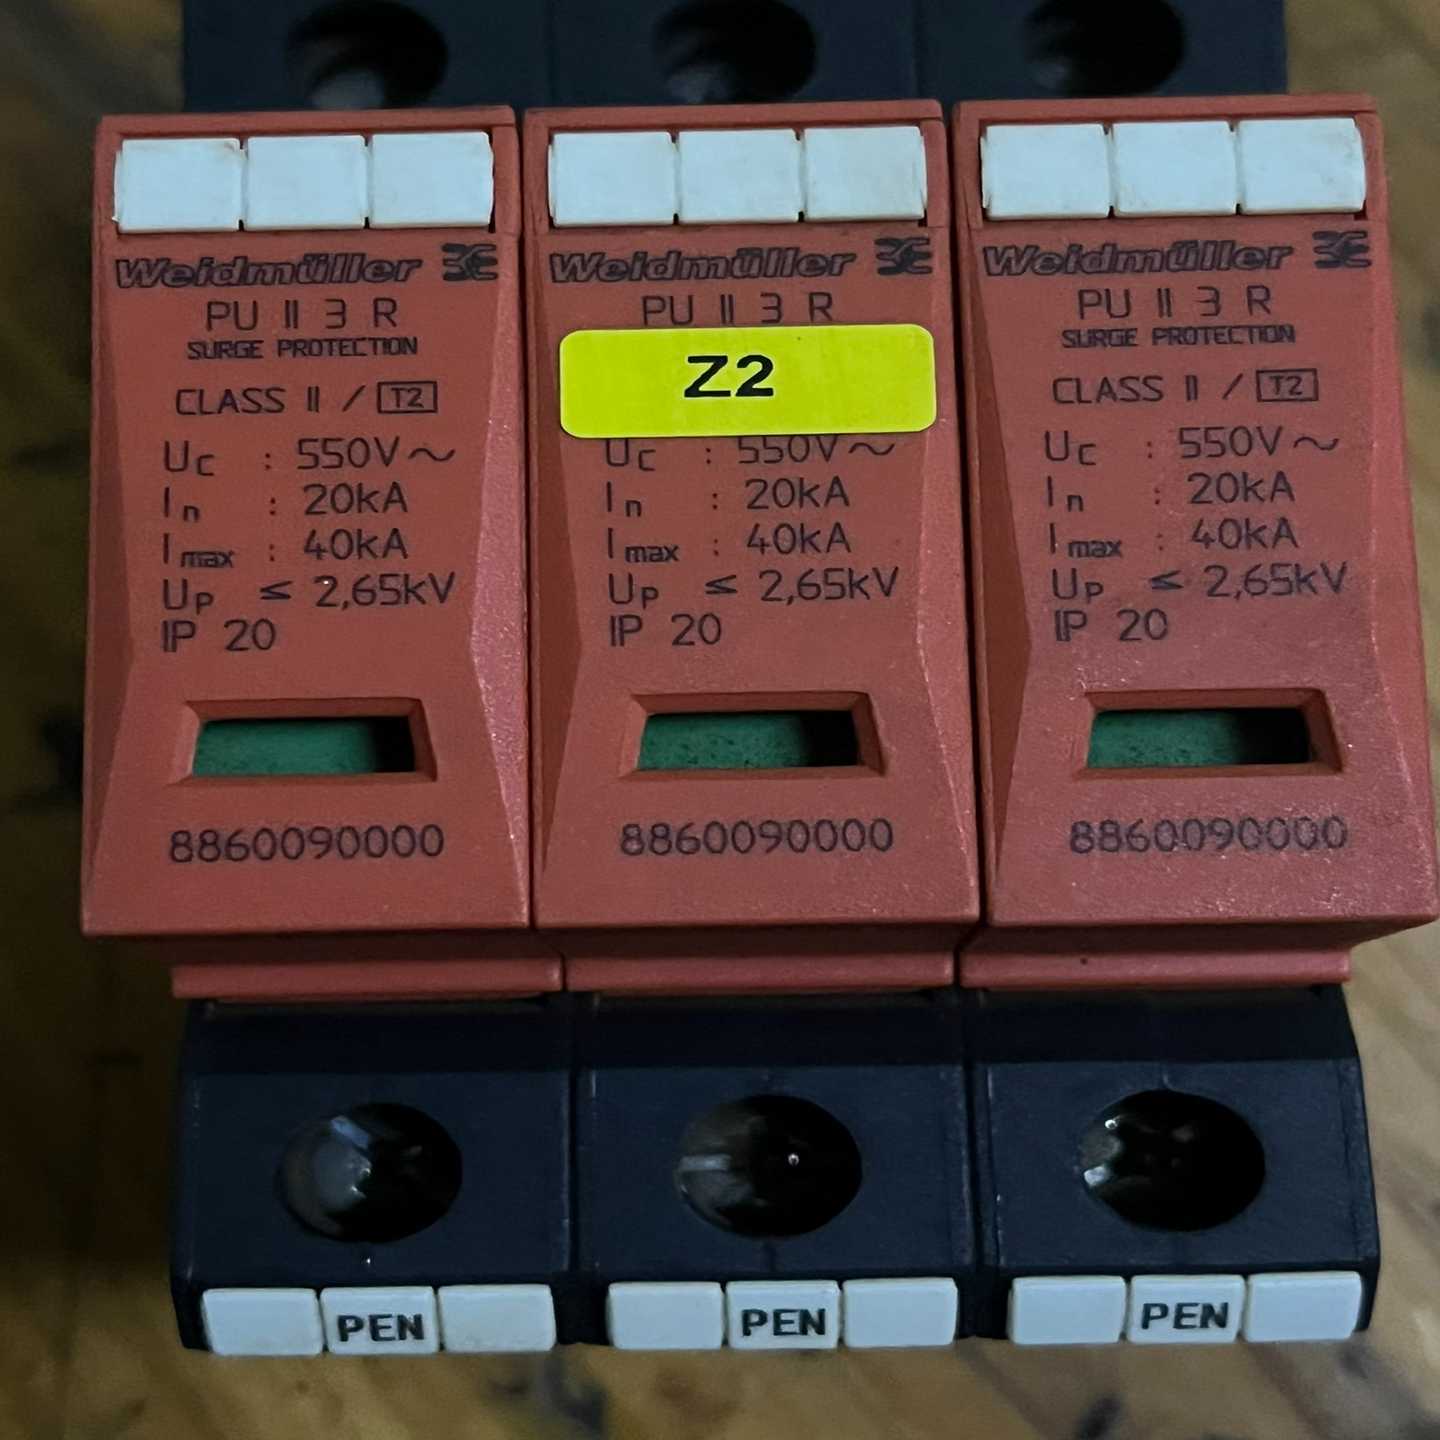 Weidmüller
PU II 3 R
SURGE PROTECTION
CLASS II / T2
Uc : 550V~
In : 20kA
Imax : 40kA
Up ≤ 2,65kV
IP 20
8860090000
PEN
Weidmüller
PU II 3 R
Z2
Uc : 550V~
In : 20kA
Imax : 40kA
Up ≤ 2,65kV
IP 20
8860090000
PEN
Weidmüller
PU II 3 R
SURGE PROTECTION
CLASS II / T2
Uc : 550V~
In : 20kA
Imax : 40kA
Up ≤ 2,65kV
IP 20
8860090000
PEN